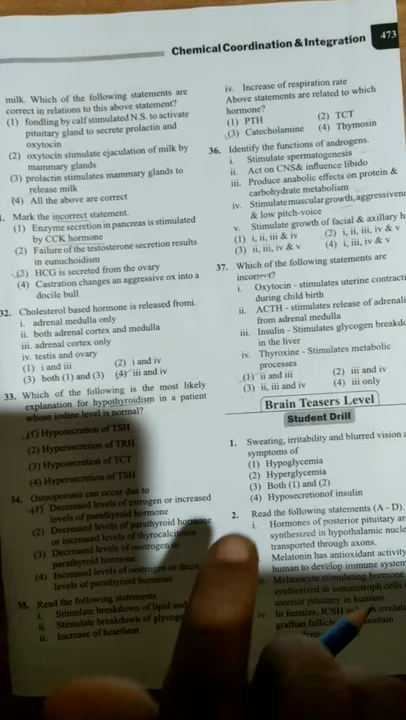 Chemical Coordination & Integration
473
milk. Which of the following statements are
correct in relations to this above statement?
(1) fondling by calf stimulated N.S. to activate
pituitary gland to secrete prolactin and
oxytocin
(2) oxytocin stimulate ejaculation of milk by
mammary glands
(3) prolactin stimulates mammary glands to
release milk
(4) All the above are correct
Mark the incorrect statement.
(1) Enzyme secretion in pancreas is stimulated
by CCK hormone
(2) Failure of the testosterone secretion results
in eunuchoidism
(3) HCG is secreted from the ovary
(4) Castration changes an aggressive ox into a
docile bull
32. Cholesterol based hormone is released from:
i. adrenal medulla only
ii. both adrenal cortex and medulla
iii. adrenal cortex only
iv. testis and ovary
(1) i and iii (2) i and iv
(3) both (1) and (3) (4) iii and iv
33. Which of the following is the most likely
explanation for hypothyroidism in a patient
whose iodine level is normal?
(1) Hyposecretion of TSH
(2) Hypersecretion of TRH
(3) Hyposecretion of TCT
(4) Hypersecretion of TSH
34. Osteoporosis can occur due to
(1) Decreased levels of estrogen or increased
levels of parathyroid hormone
(2) Decreased levels of parathyroid hormone
or increased levels of thyrocalcitonin
(3) Decreased levels of oestrogen or
parathyroid hormone
(4) Increased levels of oestrogen or decre
levels of parathyroid hormone
35. Read the following statements
i. Stimulate breakdown of lipid and
ii. Stimulate breakdown of glycog
ii. Increase of heartbeat
iv. Increase of respiration rate
Above statements are related to which
hormone?
(1) PTH (2) TCT
(3) Catecholamine (4) Thymosin
36. Identify the functions of androgens.
i. Stimulate spermatogenesis
ii. Act on CNS& influence libido
iii. Produce anabolic effects on protein &
carbohydrate metabolism
iv. Stimulate muscular growth, aggressivene
& low pitch-voice
v. Stimulate growth of facial & axillary h
(1) i, ii, iii & iv (2) i, ii, iii, iv & v
(3) ii, iii, iv & v (4) i, iii, iv & v
37. Which of the following statements are
incorrect?
i. Oxytocin - stimulates uterine contracti
during child birth
ii. ACTH - stimulates release of adrenali
from adrenal medulla
iii. Insulin - Stimulates glycogen breakdo
in the liver
iv. Thyroxine - Stimulates metabolic
processes
(1) ii and iii (2) iii and iv
(3) ii, iii and iv (4) iii only
Brain Teasers Level
Student Drill
1. Sweating, irritability and blurred vision a
symptoms of
(1) Hypoglycemia
(2) Hyperglycemia
(3) Both (1) and (2)
(4) Hyposecretionof insulin
2. Read the following statements (A - D).
i. Hormones of posterior pituitary ar
synthesized in hypothalamic nucle
transported through axons.
Melatonin has antioxidant activity
human to develop immune system
Melanocyte stimulating hormone
synthesized in somatotroph cells
anterior pituitary in humans.
iv. In females, ICSH ovulat
graffian follicle maintain